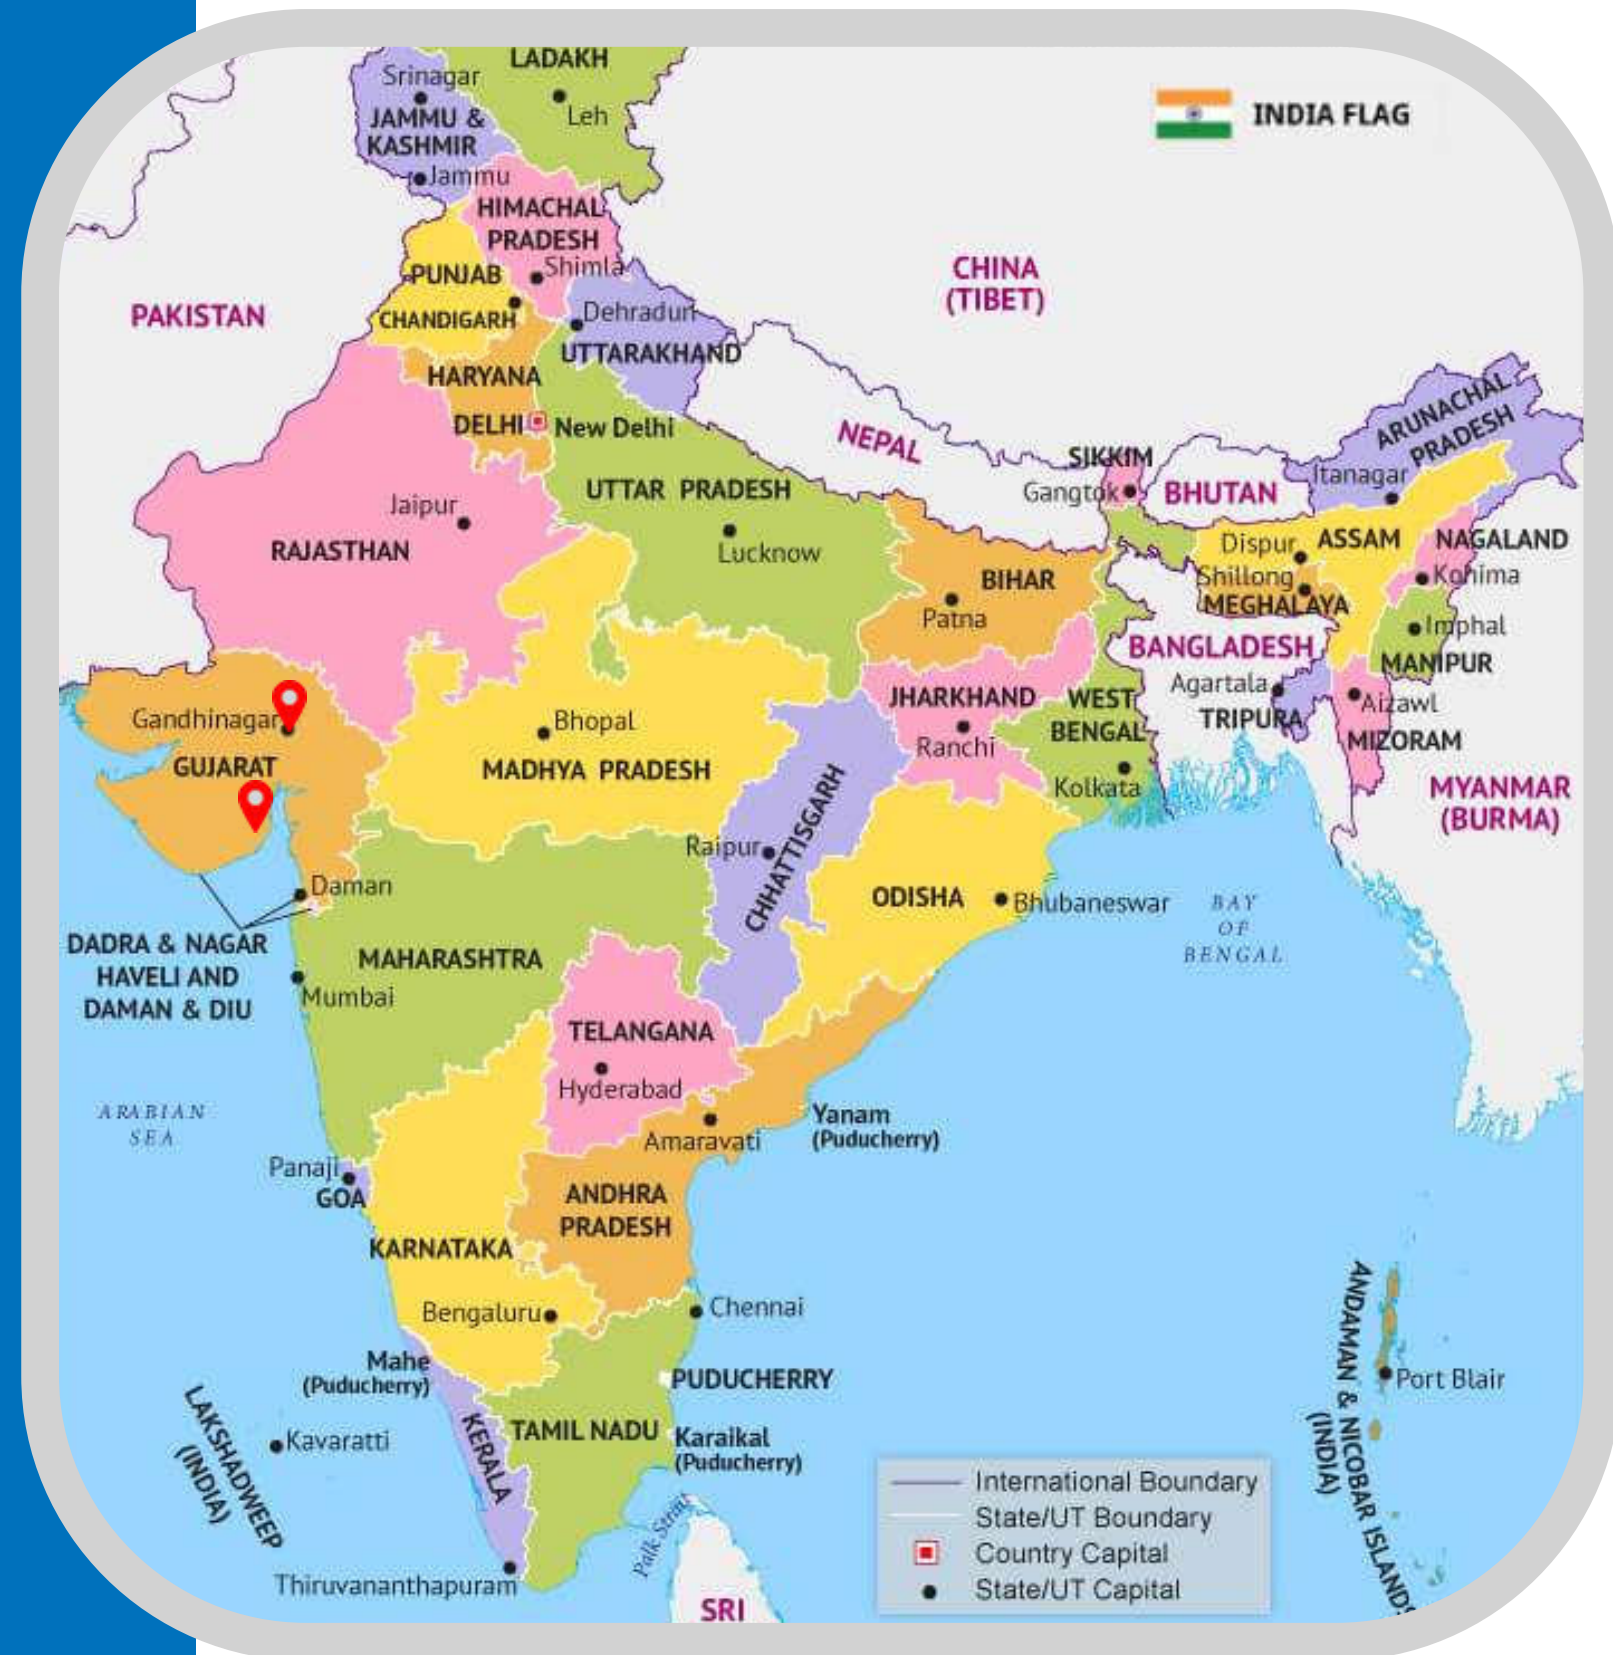 LADAKH
Srinagar
Leh
JAMMU &
KASHMIR
Jammu
INDIA FLAG
HIMACHAL
PRADESH
Shimla
PUNJAB
CHANDIGARH
Dehradun
UTTARAKHAND
PAKISTAN
CHINA
(TIBET)
HARYANA
DELHI
New Delhi
NEPAL
SIKKIM
Gangtok
BHUTAN
ARUNACHAL
PRADESH
Itanagar
UTTAR PRADESH
Lucknow
Jaipur
RAJASTHAN
BIHAR
Patna
Dispur
ASSAM
NAGALAND
Shillong
Kohima
MEGHALAYA
Imphal
BANGLADESH
MANIPUR
Agartala
Aizawl
TRIPURA
MIZORAM
JHARKHAND
Ranchi
WEST
BENGAL
Kolkata
MYANMAR
(BURMA)
Gandhinagar
GUJARAT
Bhopal
MADHYA PRADESH
Raipur
CHHATTISGARH
ODISHA
Bhubaneswar
BAY
OF
BENGAL
Daman
DADRA & NAGAR
HAVELI AND
DAMAN & DIU
MAHARASHTRA
Mumbai
TELANGANA
Hyderabad
ARABIAN
SEA
Amaravati
Yanam
(Puducherry)
Panaji
GOA
ANDHRA
PRADESH
KARNATAKA
Bengaluru
Chennai
Mahe
(Puducherry)
PUDUCHERRY
LAKSHADWEEP
(INDIA)
Kavaratti
KERALA
TAMIL NADU
Karaikal
(Puducherry)
ANDAMAN & NICOBAR ISLANDS
(INDIA)
Port Blair
Palk Strait
Thiruvananthapuram
SRI
International Boundary
State/UT Boundary
Country Capital
State/UT Capital